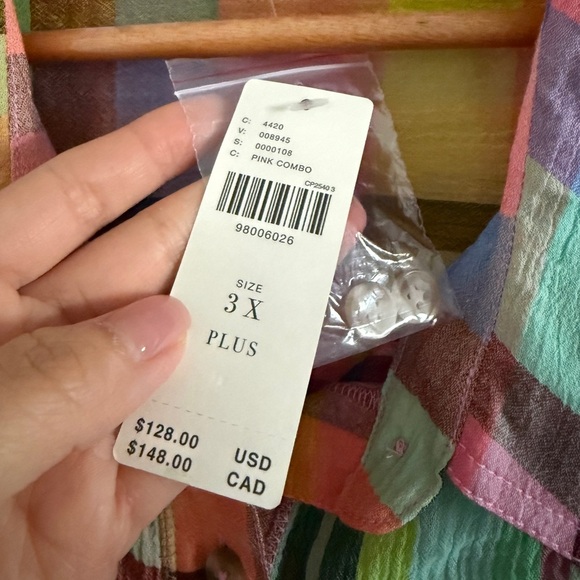 C: 4420
V: 008945
S: 0000108
C: PINK COMBO
CP2540 3
98006026
SIZE
3X
PLUS
$128.00 USD
$148.00 CAD